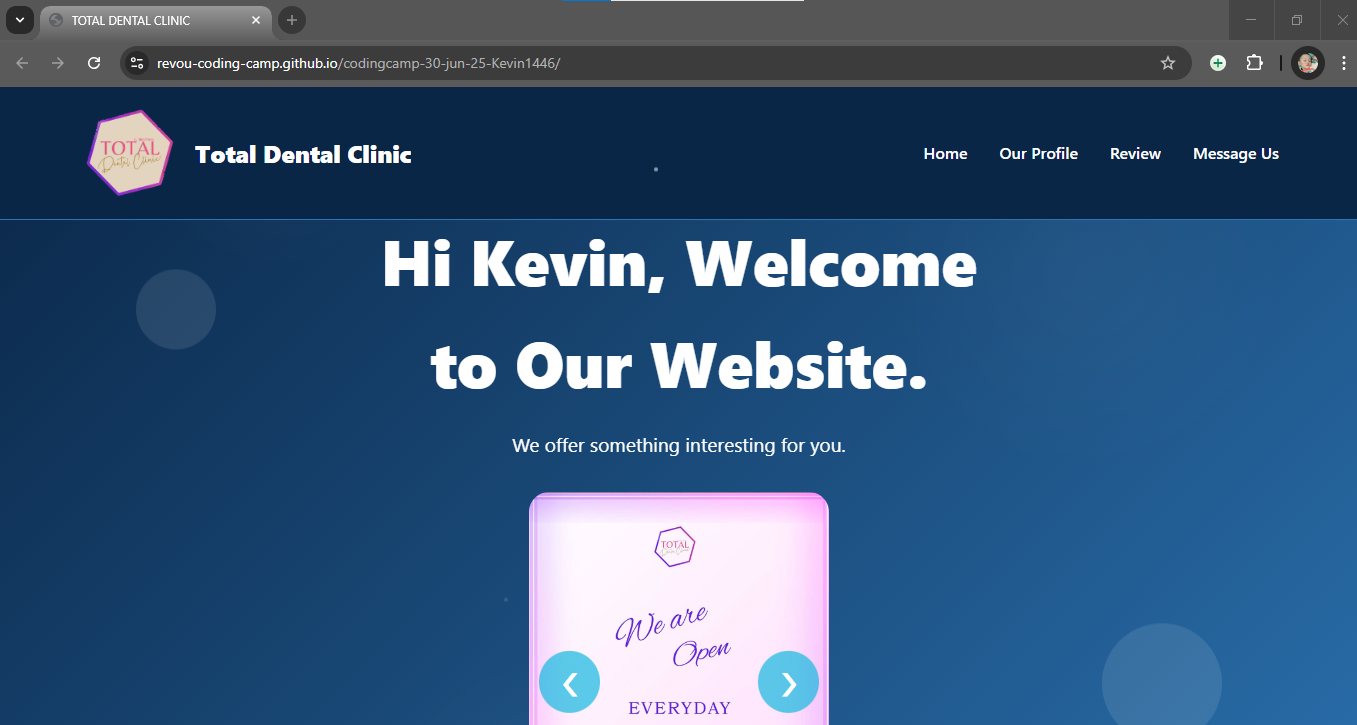 TOTAL DENTAL CLINIC
revou-coding-camp.github.io/codingcamp-30-jun-25-Kevin1446/
TOTAL
Dental Clinic
Total Dental Clinic
Home
Our Profile
Review
Message Us
Hi Kevin, Welcome
to Our Website.
We offer something interesting for you.
TOTAL
We are
Open
EVERYDAY